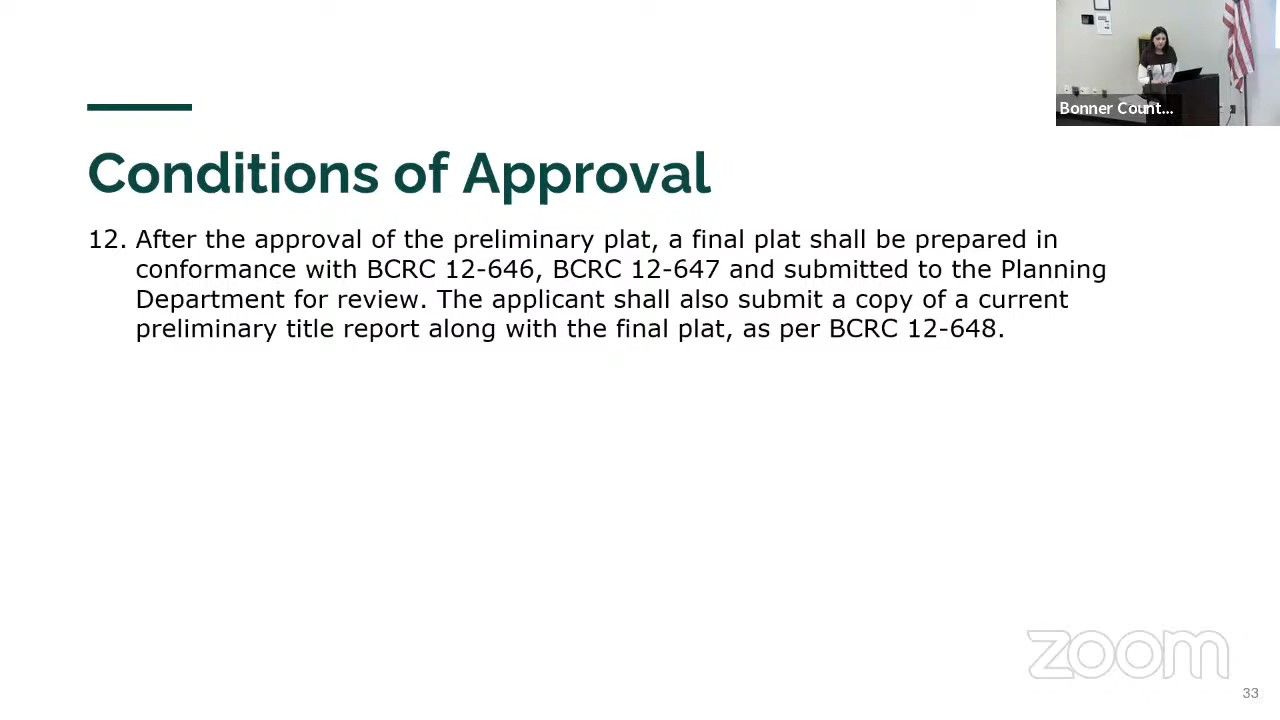 Bonner Count...
Conditions of Approval
12. After the approval of the preliminary plat, a final plat shall be prepared in
conformance with BCRC 12-646, BCRC 12-647 and submitted to the Planning
Department for review. The applicant shall also submit a copy of a current
preliminary title report along with the final plat, as per BCRC 12-648.
zoom
33